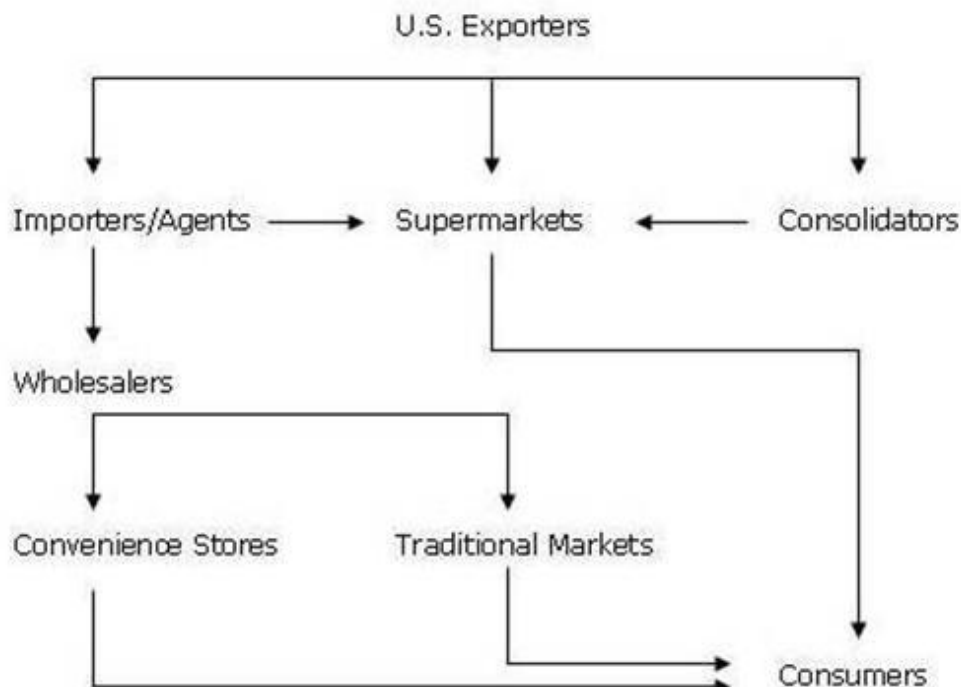 U.S. Exporters
Importers/Agents
Supermarkets
Consolidators
Wholesalers
Convenience Stores
Traditional Markets
Consumers